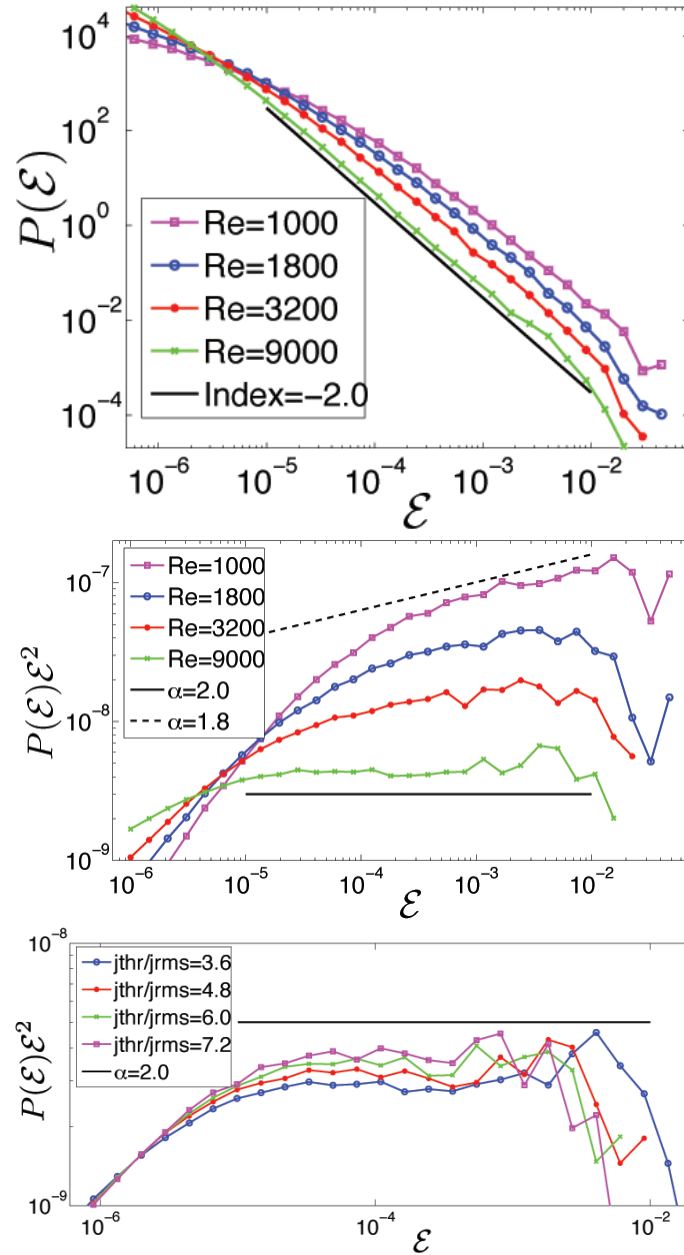 10^4
10^2
10^0
10^-2
10^-4
P(ℰ)
Re=1000
Re=1800
Re=3200
Re=9000
Index=-2.0
10^-6 10^-5 10^-4 10^-3 10^-2
ℰ
10^-7
10^-8
10^-9
P(ℰ)ℰ^2
Re=1000
Re=1800
Re=3200
Re=9000
α=2.0
α=1.8
10^-6 10^-5 10^-4 10^-3 10^-2
ℰ
10^-8
10^-9
P(ℰ)ℰ^2
jthr/jrms=3.6
jthr/jrms=4.8
jthr/jrms=6.0
jthr/jrms=7.2
α=2.0
10^-6 10^-4 10^-2
ℰ